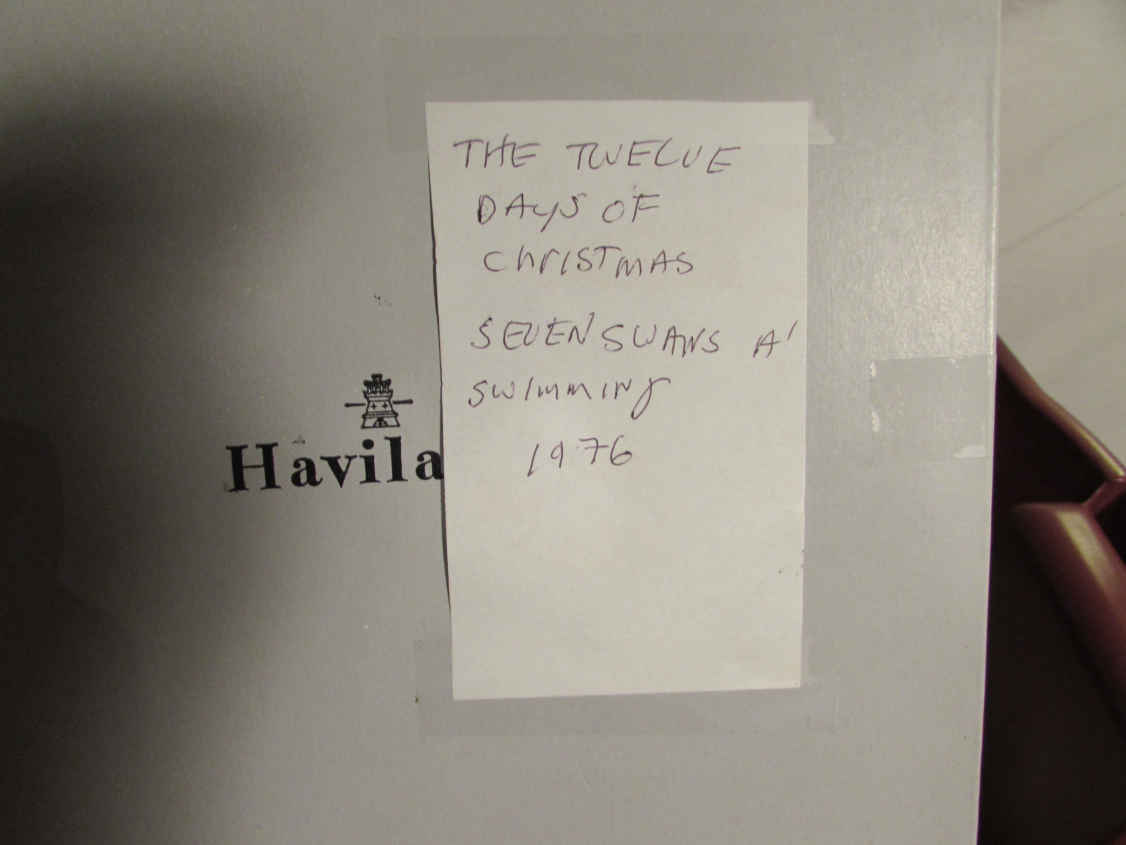 THE TWELVE
DAYS OF
ChrISTMAS
SEVEN SWANS A'
SWIMMING
1976
Havila